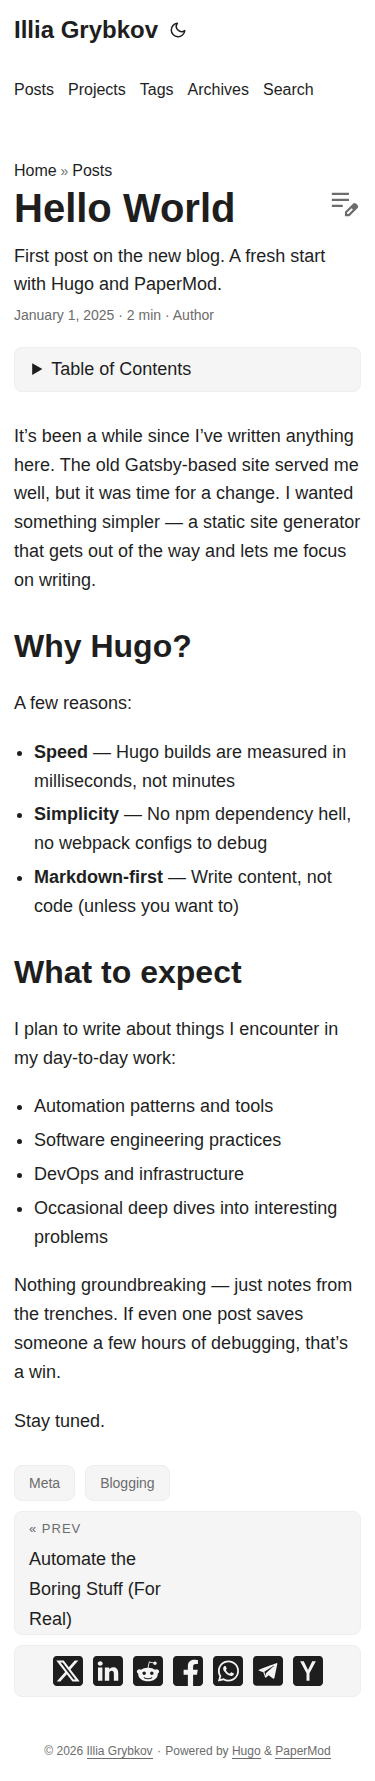 Illia Grybkov
Posts Projects Tags Archives Search
Home » Posts
Hello World
First post on the new blog. A fresh start
with Hugo and PaperMod.
January 1, 2025 · 2 min · Author
Table of Contents
It’s been a while since I’ve written anything
here. The old Gatsby-based site served me
well, but it was time for a change. I wanted
something simpler — a static site generator
that gets out of the way and lets me focus
on writing.
Why Hugo?
A few reasons:
• Speed — Hugo builds are measured in
milliseconds, not minutes
• Simplicity — No npm dependency hell,
no webpack configs to debug
• Markdown-first — Write content, not
code (unless you want to)
What to expect
I plan to write about things I encounter in
my day-to-day work:
• Automation patterns and tools
• Software engineering practices
• DevOps and infrastructure
• Occasional deep dives into interesting
problems
Nothing groundbreaking — just notes from
the trenches. If even one post saves
someone a few hours of debugging, that’s
a win.
Stay tuned.
Meta Blogging
« PREV
Automate the
Boring Stuff (For
Real)
© 2026 Illia Grybkov · Powered by Hugo & PaperMod